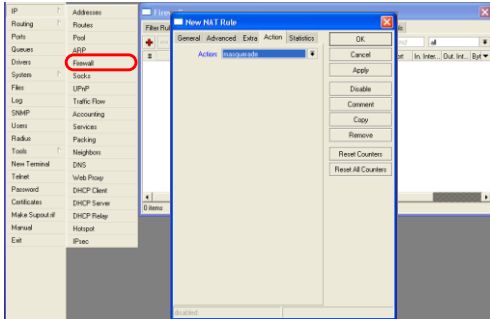 IP
Routing
Ports
Queues
Drivers
System
Files
Log
SNMP
Users
Radius
Tools
New Terminal
Telnet
Password
Certificates
Make Supout.rif
Manual
Exit
Addresses
Routes
Pool
ARP
Firewall
Socks
UPnP
Traffic Flow
Accounting
Services
Packing
Neighbors
DNS
Web Proxy
DHCP Client
DHCP Server
DHCP Relay
Hotspot
IPsec
Filter Rul
#
0 items
New NAT Rule
General Advanced Extra Action Statistics
Action: masquerade
OK
Cancel
Apply
Disable
Comment
Copy
Remove
Reset Counters
Reset All Counters
disabled
all
In. Inter... Out. Int... Byt